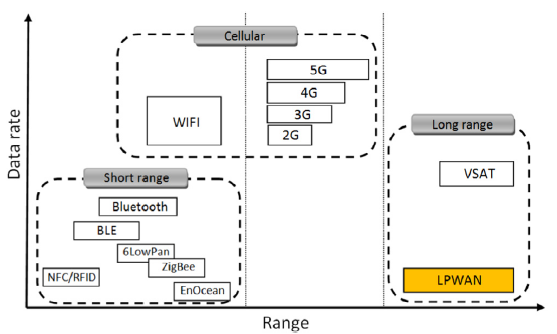 Cellular
5G
4G
3G
2G
WIFI
Long range
VSAT
LPWAN
Short range
Bluetooth
BLE
6LowPan
ZigBee
NFC/RFID
EnOcean
Data rate
Range